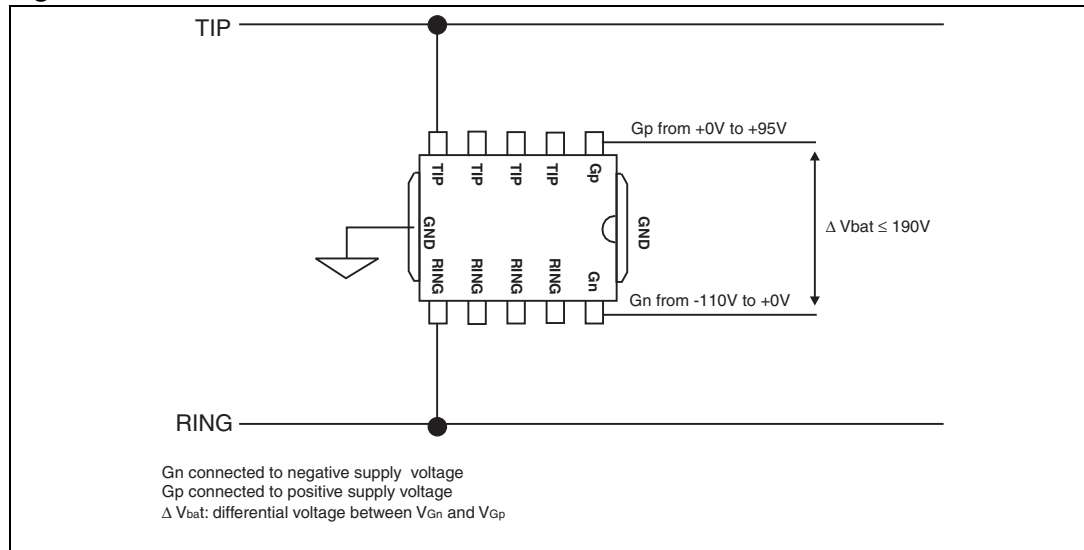 TIP
Gp from +0V to +95V
TIP TIP TIP TIP Gp
GND
GND
Δ Vbat ≤ 190V
RING RING RING RING Gn
Gn from -110V to +0V
RING
Gn connected to negative supply voltage
Gp connected to positive supply voltage
Δ Vbat: differential voltage between VGn and VGp